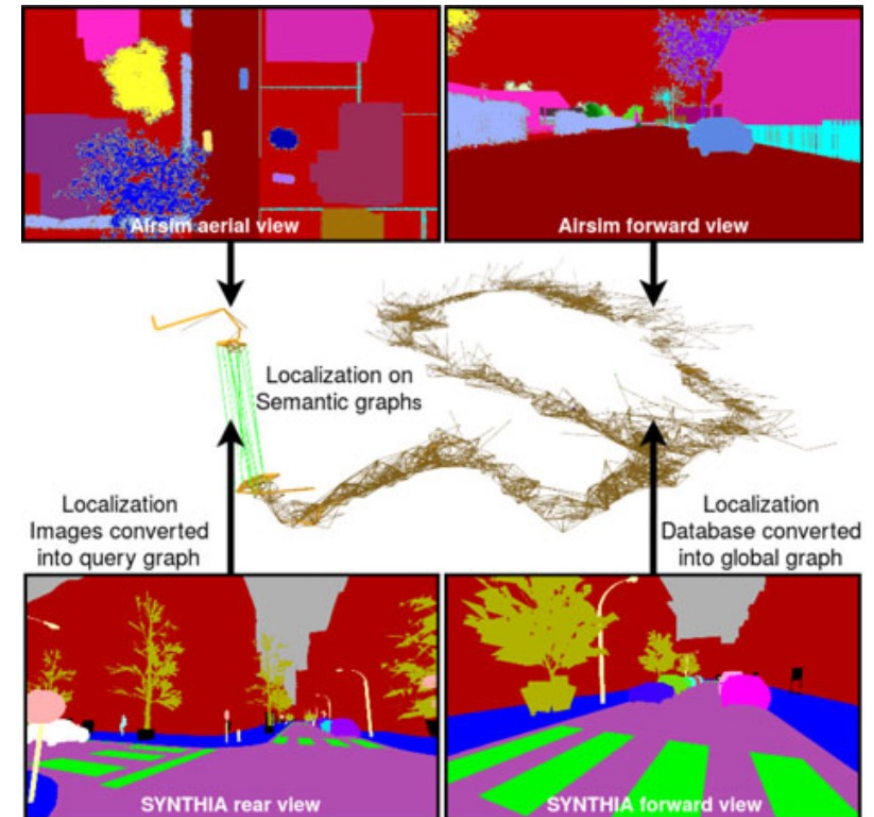 Airsim aerial view
Airsim forward view
Localization on
Semantic graphs
Localization
Images converted
into query graph
Localization
Database converted
into global graph
SYNTHIA rear view
SYNTHIA forward view